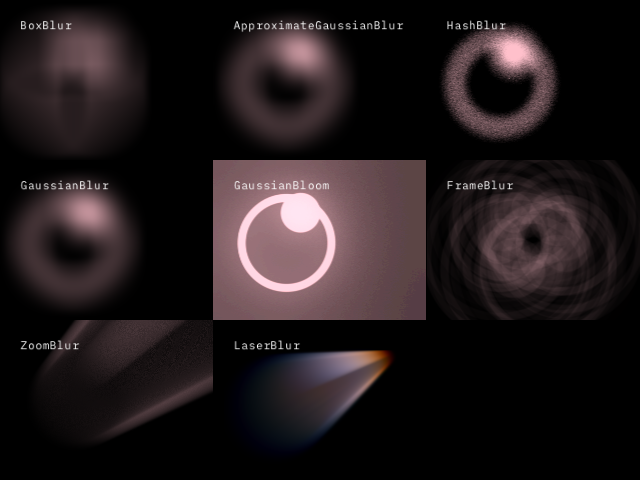 BoxBlur
ApproximateGaussianBlur
HashBlur
GaussianBlur
GaussianBloom
FrameBlur
ZoomBlur
LaserBlur